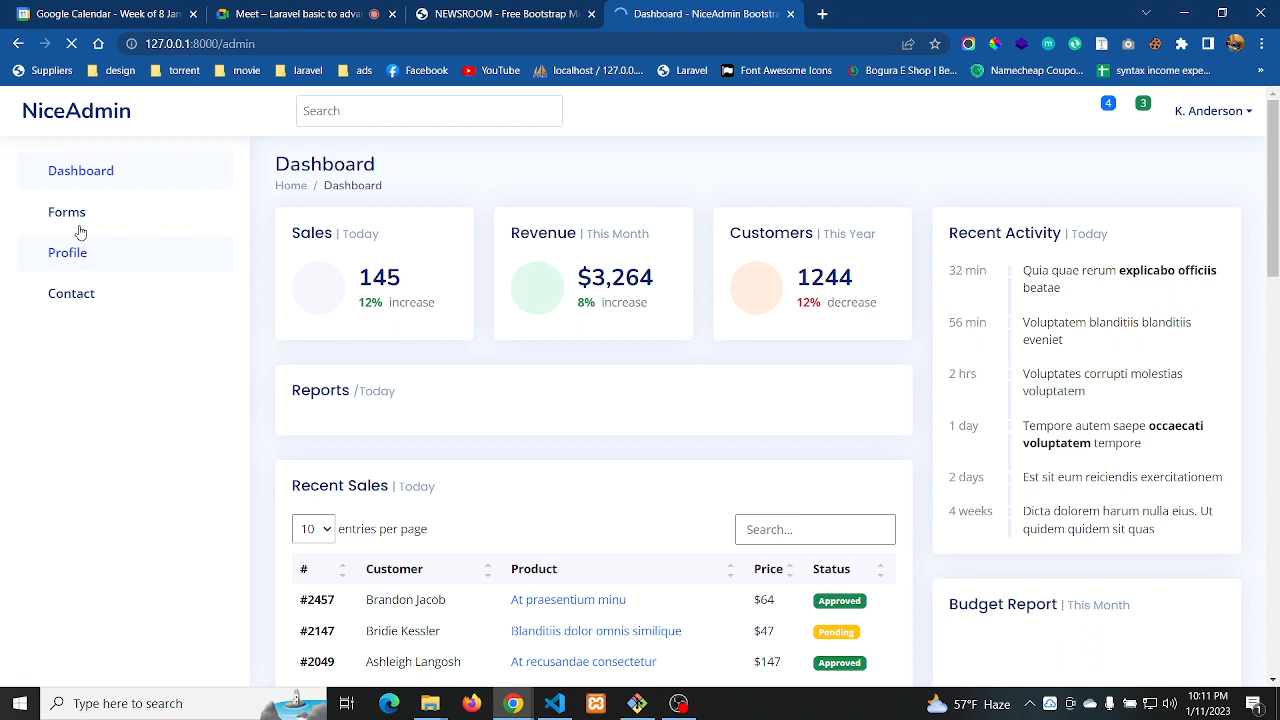 Google Calendar - Week of 8 Jan
Meet – Laravel basic to adva
NEWSROOM - Free Bootstrap Ma
Dashboard - NiceAdmin Bootstra
127.0.0.1:8000/admin
Suppliers
design
torrent
movie
laravel
ads
Facebook
YouTube
localhost / 127.0....
Laravel
Font Awesome Icons
Bogura E Shop | Be...
Namecheap Coupon...
syntax income expe...
NiceAdmin
Search
4
3
K. Anderson
Dashboard
Forms
Profile
Contact
Dashboard
Home / Dashboard
Sales | Today
145
12% increase
Revenue | This Month
$3,264
8% increase
Customers | This Year
1244
12% decrease
Reports /Today
Recent Sales | Today
10 entries per page
Search...
# Customer Product Price Status
#2457 Brandon Jacob At praesentium minu $64 Approved
#2147 Bridie Kessler Blanditiis dolor omnis similique $47 Pending
#2049 Ashleigh Langosh At recusandae consectetur $147 Approved
Recent Activity | Today
32 min Quia quae rerum explicabo officiis
beatae
56 min Voluptatem blanditiis blanditiis
eveniet
2 hrs Voluptates corrupti molestias
voluptatem
1 day Tempore autem saepe occaecati
voluptatem tempore
2 days Est sit eum reiciendis exercitationem
4 weeks Dicta dolorem harum nulla eius. Ut
quidem quidem sit quas
Budget Report | This Month
Type here to search
57°F Haze
10:11 PM
1/11/2023